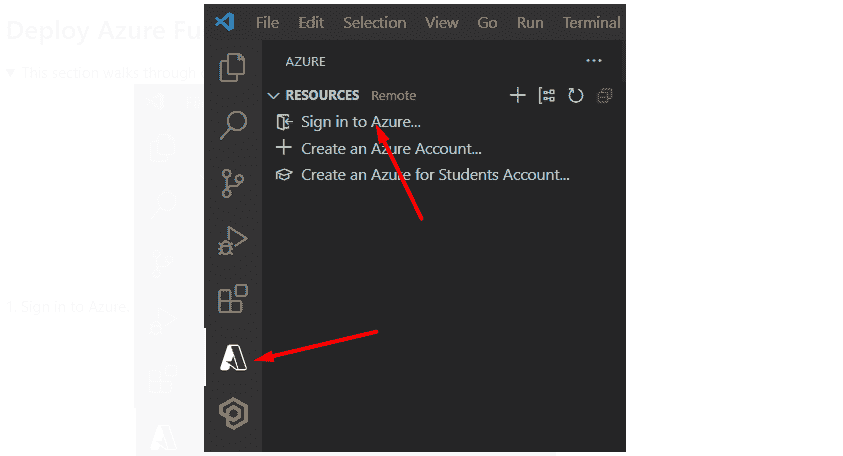 Deploy Azure Fu
This section walks through
1. Sign in to Azure
File Edit Selection View Go Run Terminal
AZURE
RESOURCES Remote
Sign in to Azure...
Create an Azure Account...
Create an Azure for Students Account...